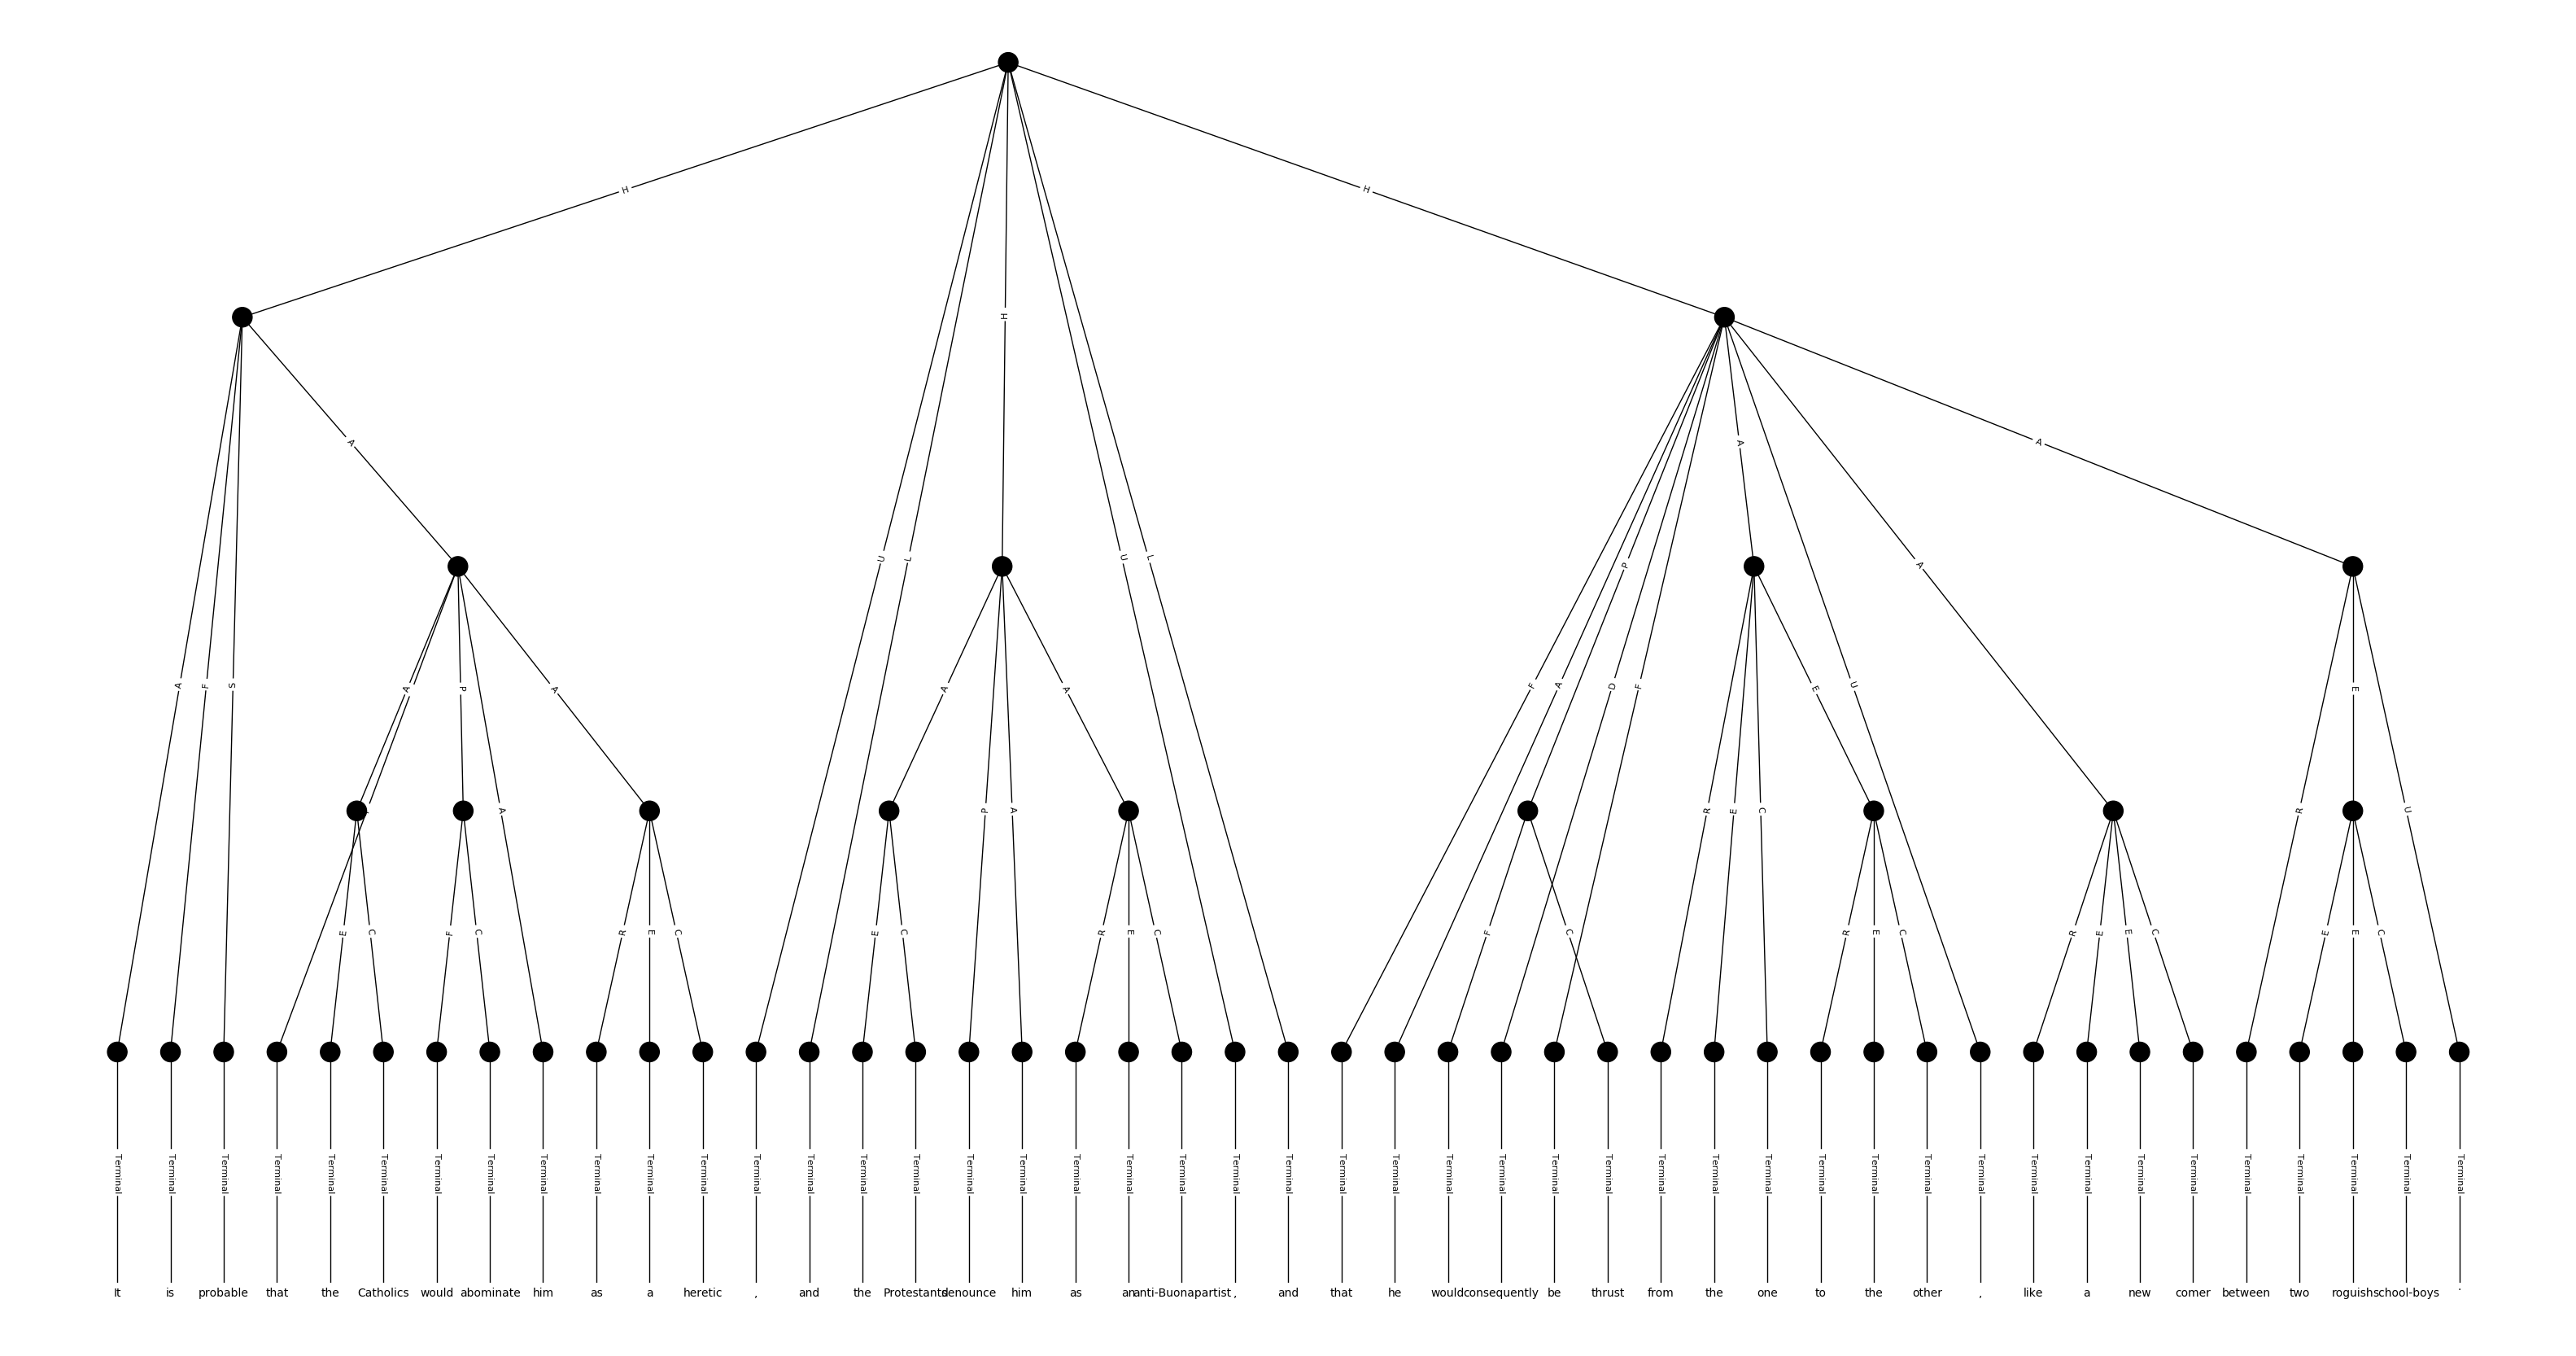 H H
H
A A A
U L U L P A
A F S A P A A A F A D F E U E
A P A R E C R U
E C F C R E C E C R E C F C R E C R E E C E E C
Terminal Terminal Terminal Terminal Terminal Terminal Terminal Terminal Terminal Terminal Terminal Terminal Terminal Terminal Terminal Terminal Terminal Terminal Terminal Terminal Terminal Terminal Terminal Terminal Terminal Terminal Terminal Terminal Terminal Terminal Terminal Terminal Terminal Terminal Terminal Terminal Terminal Terminal Terminal Terminal Terminal Terminal Terminal Terminal Terminal
It is probable that the Catholics would abominate him as a heretic , and the Protestants denounce him as an anti-Buonapartist , and that he would consequently be thrust from the one to the other , like a new comer between two roguish school-boys .